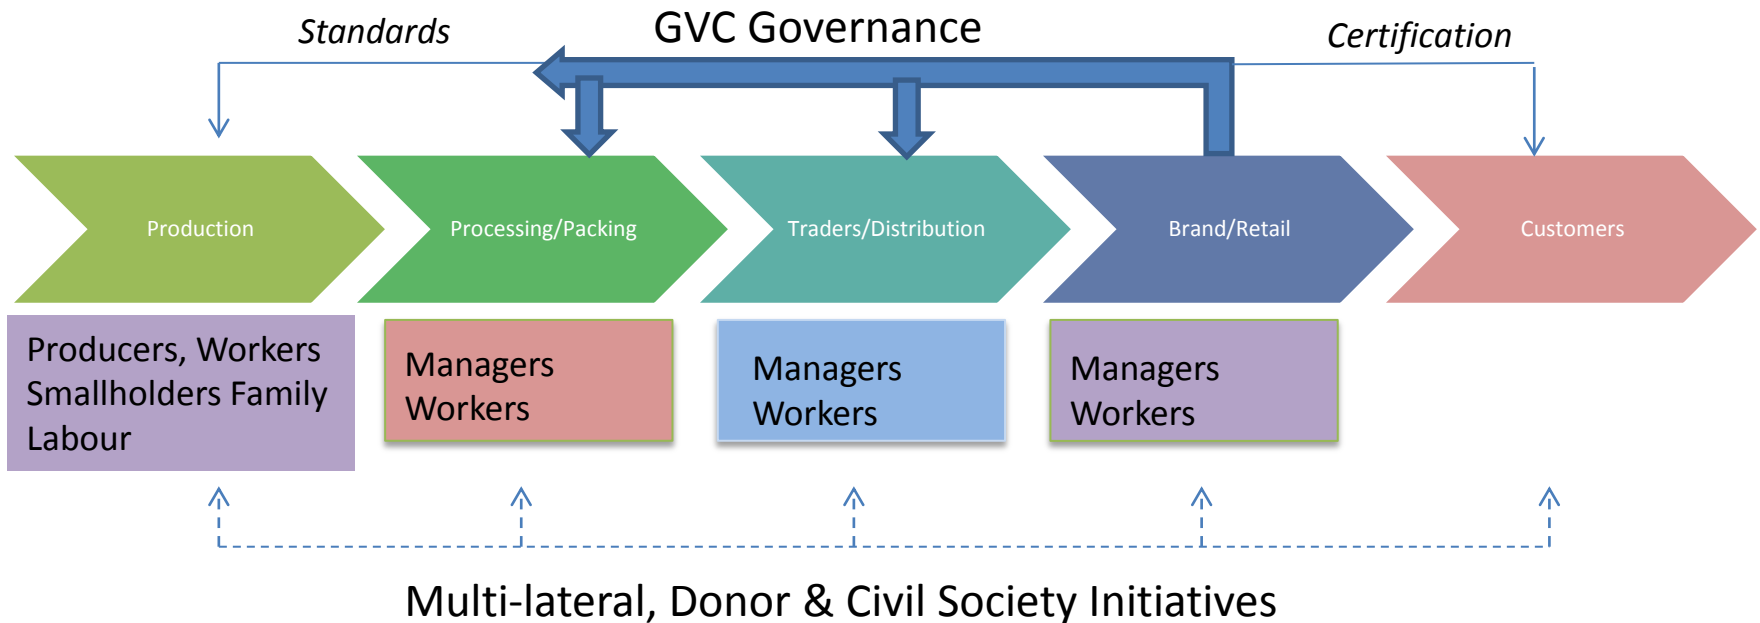 Standards
GVC Governance
Certification
Production
Processing/Packing
Traders/Distribution
Brand/Retail
Customers
Producers, Workers
Smallholders Family
Labour
Managers
Workers
Managers
Workers
Managers
Workers
Multi-lateral, Donor & Civil Society Initiatives